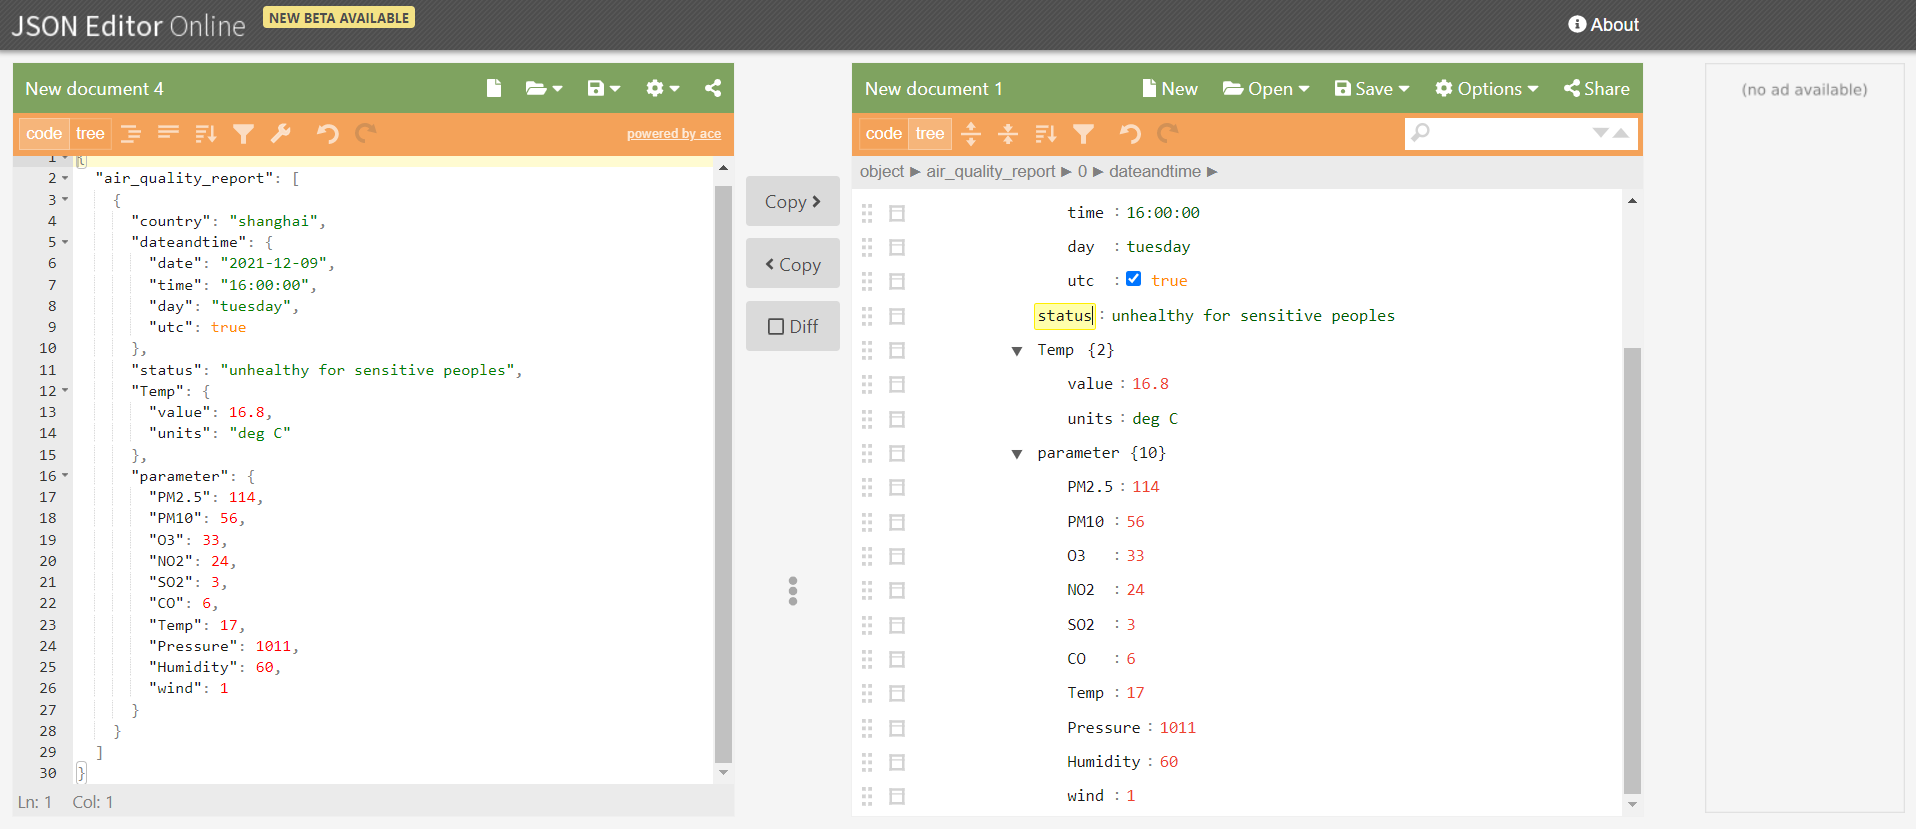 JSON Editor Online NEW BETA AVAILABLE
About
New document 4
code tree powered by ace
1 {
2 "air_quality_report": [
3 {
4 "country": "shanghai",
5 "dateandtime": {
6 "date": "2021-12-09",
7 "time": "16:00:00",
8 "day": "tuesday",
9 "utc": true
10 },
11 "status": "unhealthy for sensitive peoples",
12 "Temp": {
13 "value": 16.8,
14 "units": "deg C"
15 },
16 "parameter": {
17 "PM2.5": 114,
18 "PM10": 56,
19 "O3": 33,
20 "NO2": 24,
21 "SO2": 3,
22 "CO": 6,
23 "Temp": 17,
24 "Pressure": 1011,
25 "Humidity": 60,
26 "wind": 1
27 }
28 }
29 ]
30 }
Ln: 1 Col: 1
Copy >
< Copy
Diff
New document 1 New Open Save Options Share
code tree
object ► air_quality_report ► 0 ► dateandtime ►
time : 16:00:00
day : tuesday
utc : true
status : unhealthy for sensitive peoples
▼ Temp {2}
value : 16.8
units : deg C
▼ parameter {10}
PM2.5 : 114
PM10 : 56
O3 : 33
NO2 : 24
SO2 : 3
CO : 6
Temp : 17
Pressure : 1011
Humidity : 60
wind : 1
(no ad available)